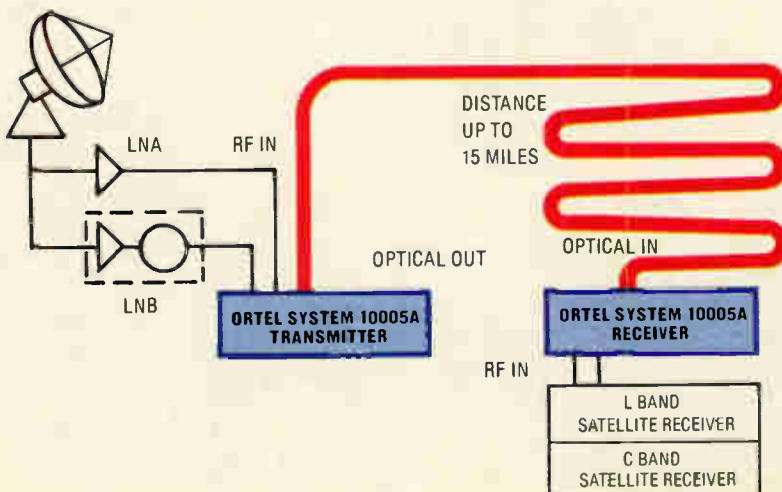 DISTANCE
UP TO
15 MILES
LNA
RF IN
OPTICAL OUT
OPTICAL IN
LNB
ORTEL SYSTEM 10005A
TRANSMITTER
ORTEL SYSTEM 10005A
RECEIVER
RF IN
L BAND
SATELLITE RECEIVER
C BAND
SATELLITE RECEIVER